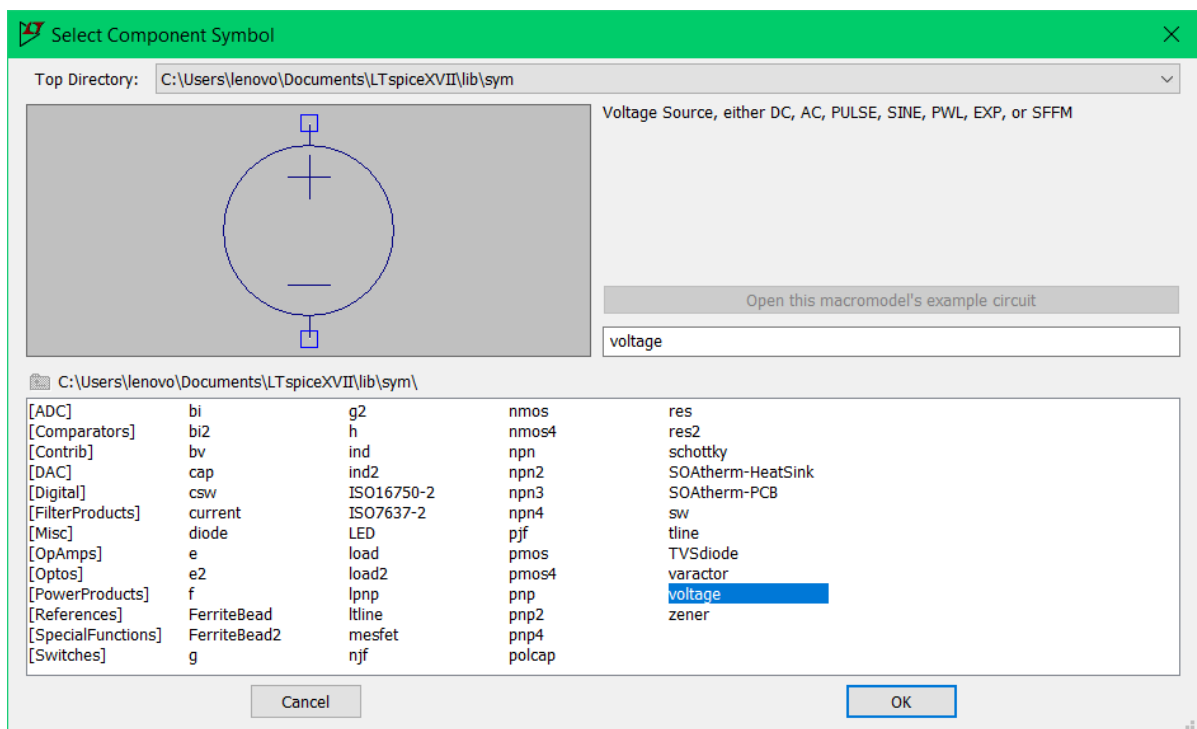 Select Component Symbol
Top Directory: C:\Users\lenovo\Documents\LTspiceXVII\lib\sym
Voltage Source, either DC, AC, PULSE, SINE, PWL, EXP, or SFFM
Open this macromodel's example circuit
voltage
C:\Users\lenovo\Documents\LTspiceXVII\lib\sym\
[ADC] bi g2 nmos res
[Comparators] bi2 h nmos4 res2
[Contrib] bv ind npn schottky
[DAC] cap ind2 npn2 SOAtherm-HeatSink
[Digital] csw ISO16750-2 npn3 SOAtherm-PCB
[FilterProducts] current ISO7637-2 npn4 sw
[Misc] diode LED pjf tline
[OpAmps] e load pmos TVSdiode
[Optos] e2 load2 pmos4 varactor
[PowerProducts] f lpnp pnp voltage
[References] FerriteBead ltline pnp2 zener
[SpecialFunctions] FerriteBead2 mesfet pnp4
[Switches] g njf polcap
Cancel OK